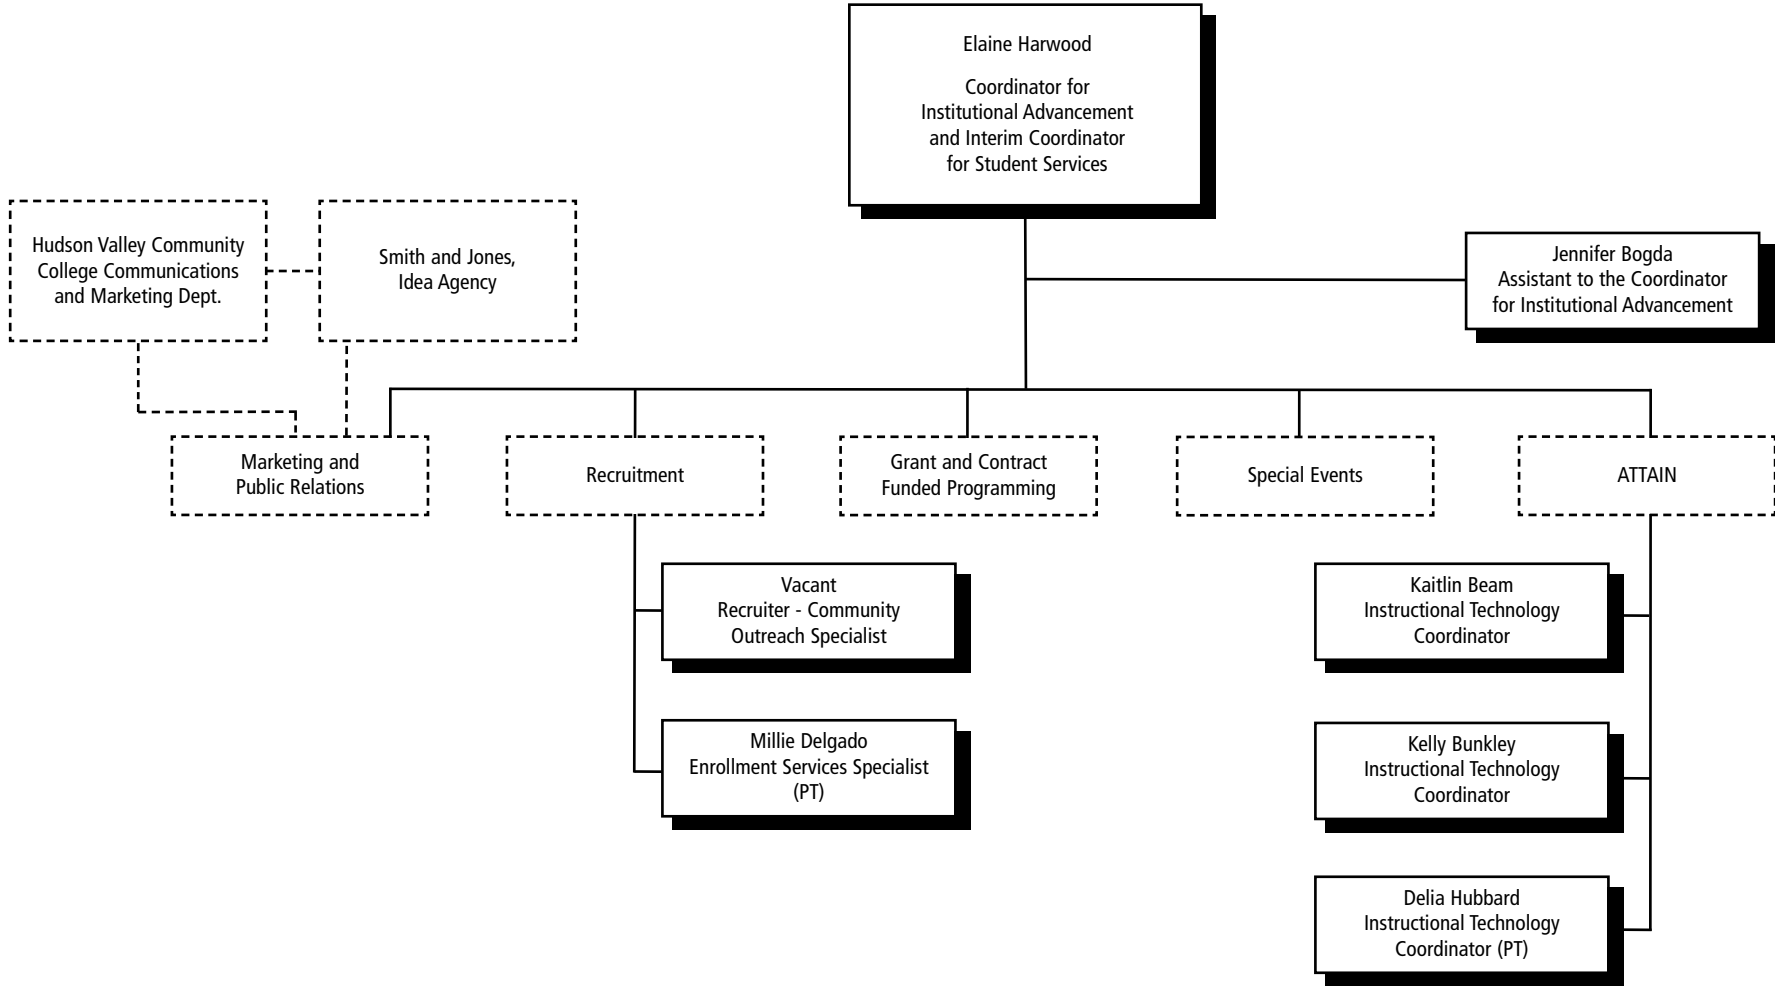 Elaine Harwood
Coordinator for
Institutional Advancement
and Interim Coordinator
for Student Services
Hudson Valley Community
College Communications
and Marketing Dept.
Smith and Jones,
Idea Agency
Jennifer Bogda
Assistant to the Coordinator
for Institutional Advancement
Marketing and
Public Relations
Recruitment
Grant and Contract
Funded Programming
Special Events
ATTAIN
Vacant
Recruiter - Community
Outreach Specialist
Millie Delgado
Enrollment Services Specialist
(PT)
Kaitlin Beam
Instructional Technology
Coordinator
Kelly Bunkley
Instructional Technology
Coordinator
Delia Hubbard
Instructional Technology
Coordinator (PT)